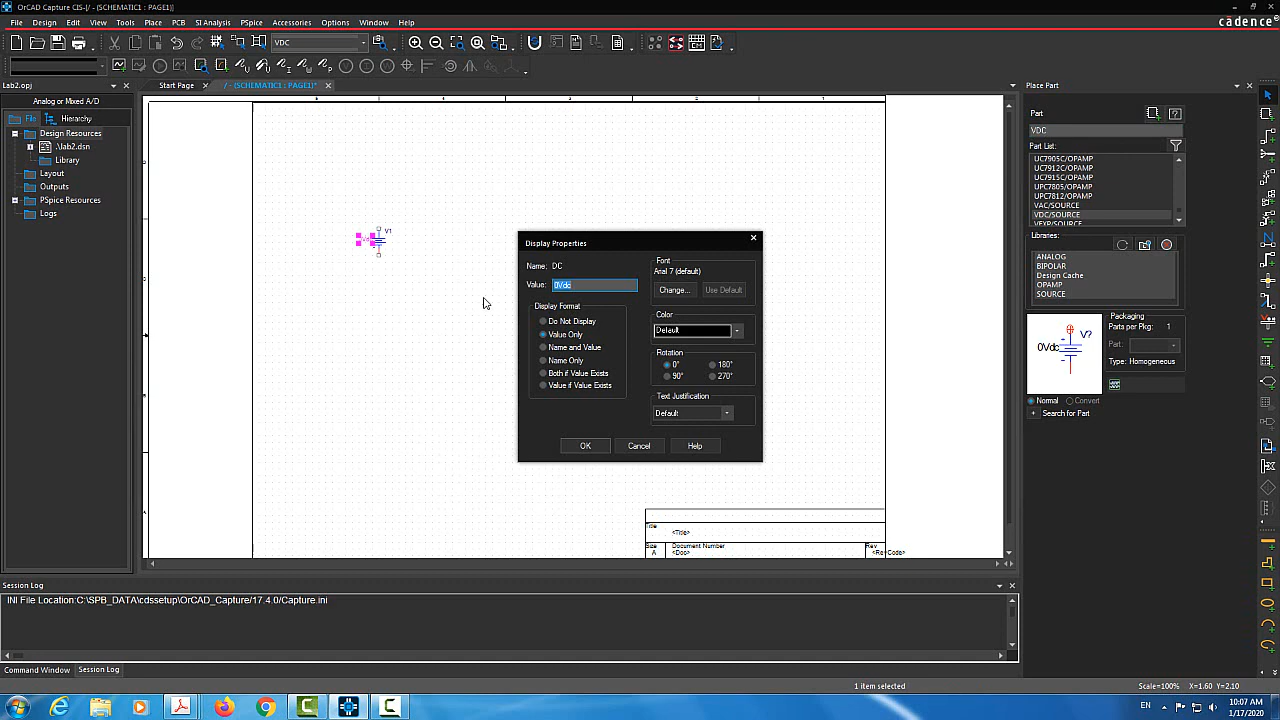 OrCAD Capture CIS-[/ - (SCHEMATIC1 : PAGE1)]
File Design Edit View Tools Place PCB SI Analysis PSpice Accessories Options Window Help
cādence
VDC
Lab2.opj
Start Page
/ - (SCHEMATIC1 : PAGE1)*
Place Part
Analog or Mixed A/D
File Hierarchy
Design Resources
.\lab2.dsn
Library
Layout
Outputs
PSpice Resources
Logs
V1
Display Properties
Name: DC
Value: 0Vdc
Display Format
Do Not Display
Value Only
Name and Value
Name Only
Both if Value Exists
Value if Value Exists
Font
Arial 7 (default)
Change... Use Default
Color
Default
Rotation
0° 180°
90° 270°
Text Justification
Default
OK Cancel Help
Title
<Title>
Size
A
Document Number
<Doc>
Rev
<RevCode>
Part
VDC
Part List:
UC7905C/OPAMP
UC7912C/OPAMP
UC7915C/OPAMP
UPC7805/OPAMP
UPC7812/OPAMP
VAC/SOURCE
VDC/SOURCE
VEXP/SOURCE
Libraries:
ANALOG
BIPOLAR
Design Cache
OPAMP
SOURCE
0Vdc
V?
Packaging
Parts per Pkg: 1
Part:
Type: Homogeneous
Normal Convert
Search for Part
Session Log
INI File Location:C:\SPB_DATA\cdssetup\OrCAD_Capture/17.4.0/Capture.ini
Command Window Session Log
1 item selected
Scale=100% X=1.60 Y=2.10
EN
10:07 AM
1/17/2020